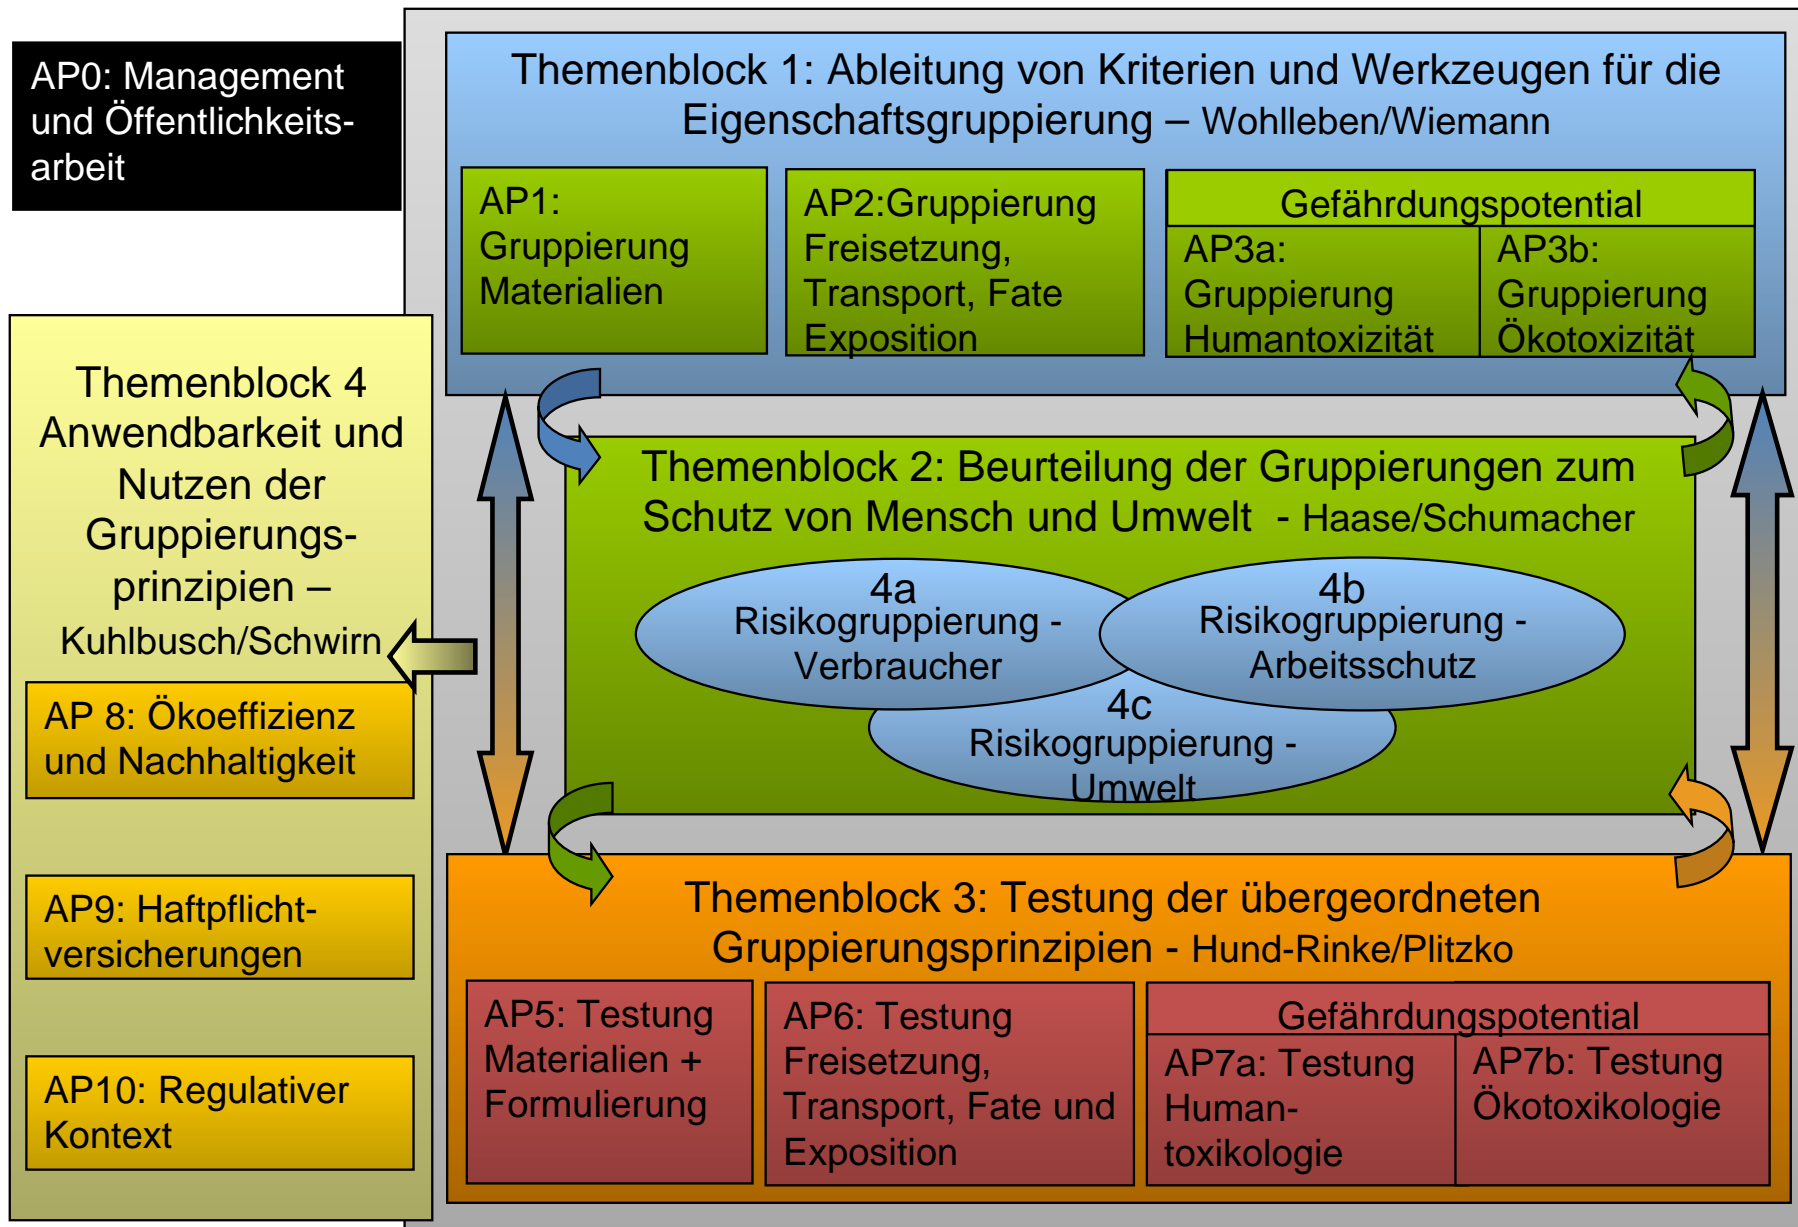 AP0: Management
und Öffentlichkeits-
arbeit
Themenblock 1: Ableitung von Kriterien und Werkzeugen für die
Eigenschaftsgruppierung – Wohlleben/Wiemann
AP1:
Gruppierung
Materialien
AP2:Gruppierung
Freisetzung,
Transport, Fate
Exposition
Gefährdungspotential
AP3a:
Gruppierung
Humantoxizität
AP3b:
Gruppierung
Ökotoxizität
Themenblock 4
Anwendbarkeit und
Nutzen der
Gruppierungs-
prinzipien –
Kuhlbusch/Schwirn
AP 8: Ökoeffizienz
und Nachhaltigkeit
AP9: Haftpflicht-
versicherungen
AP10: Regulativer
Kontext
Themenblock 2: Beurteilung der Gruppierungen zum
Schutz von Mensch und Umwelt - Haase/Schumacher
4a
Risikogruppierung -
Verbraucher
4b
Risikogruppierung -
Arbeitsschutz
4c
Risikogruppierung -
Umwelt
Themenblock 3: Testung der übergeordneten
Gruppierungsprinzipien - Hund-Rinke/Plitzko
AP5: Testung
Materialien +
Formulierung
AP6: Testung
Freisetzung,
Transport, Fate und
Exposition
Gefährdungspotential
AP7a: Testung
Human-
toxikologie
AP7b: Testung
Ökotoxikologie